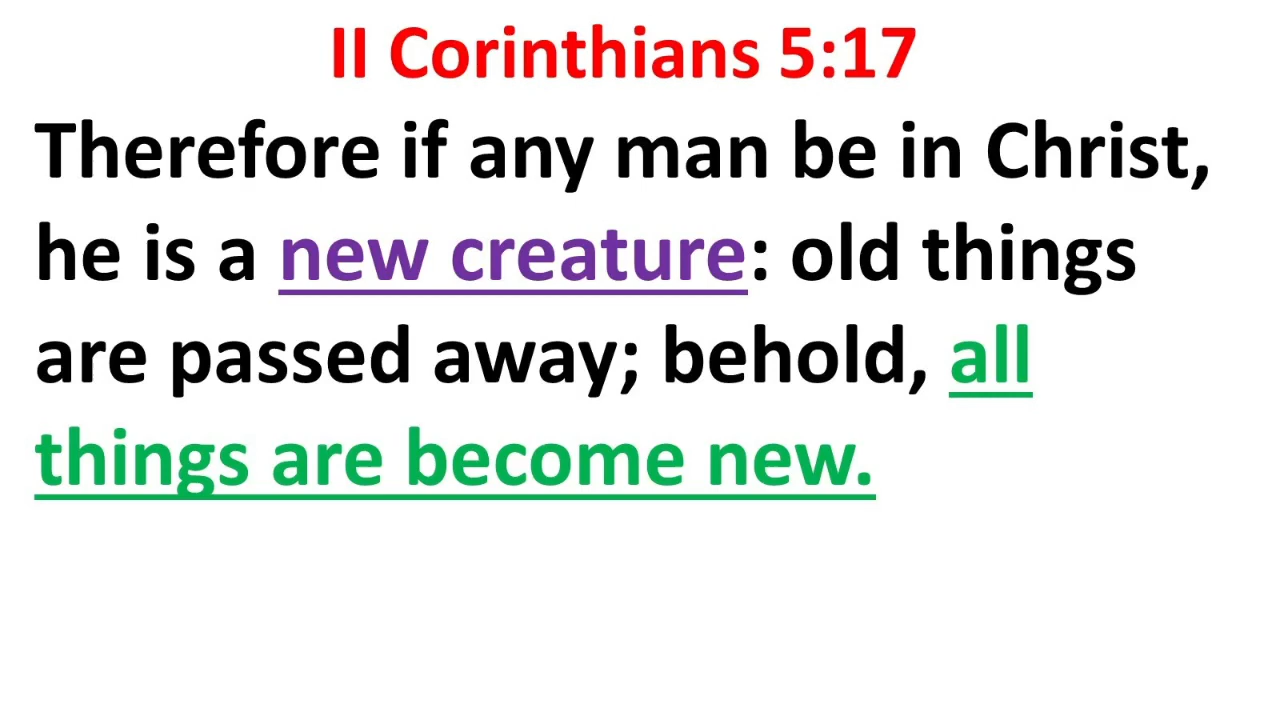 II Corinthians 5:17
Therefore if any man be in Christ,
he is a new creature: old things
are passed away; behold, all
things are become new.